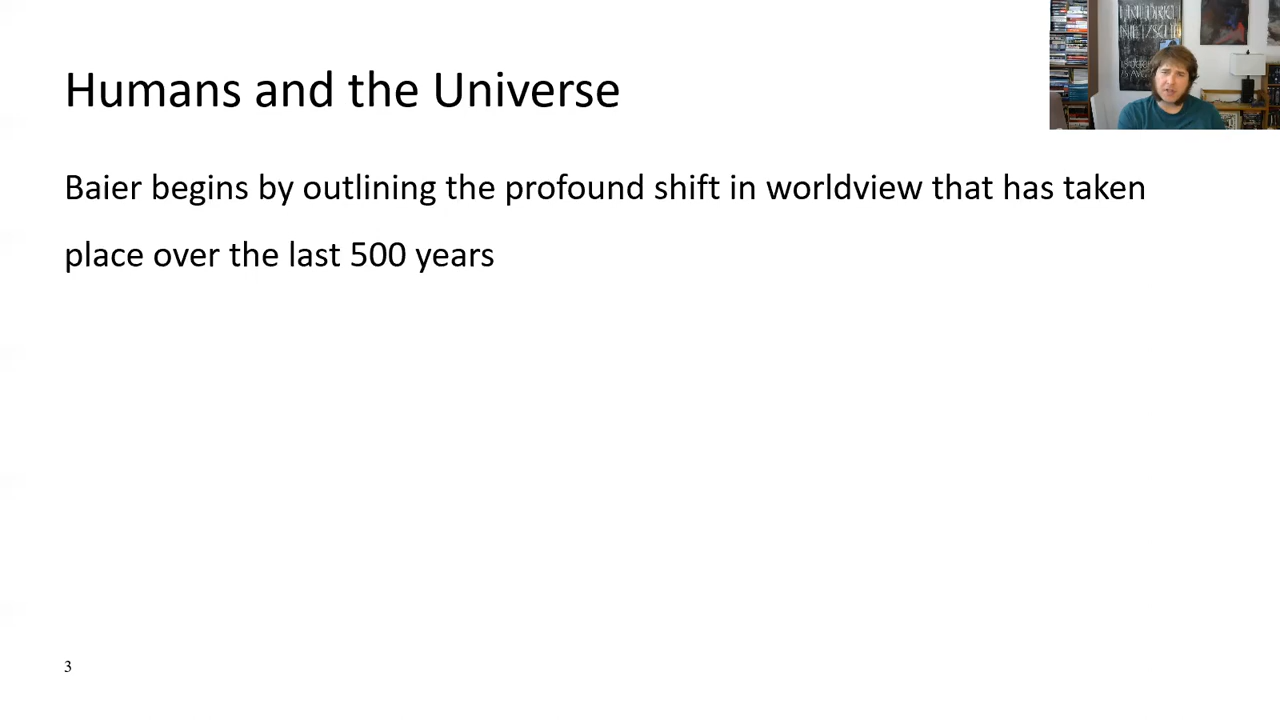 Humans and the Universe
Baier begins by outlining the profound shift in worldview that has taken
place over the last 500 years
3
NIETZSCHE